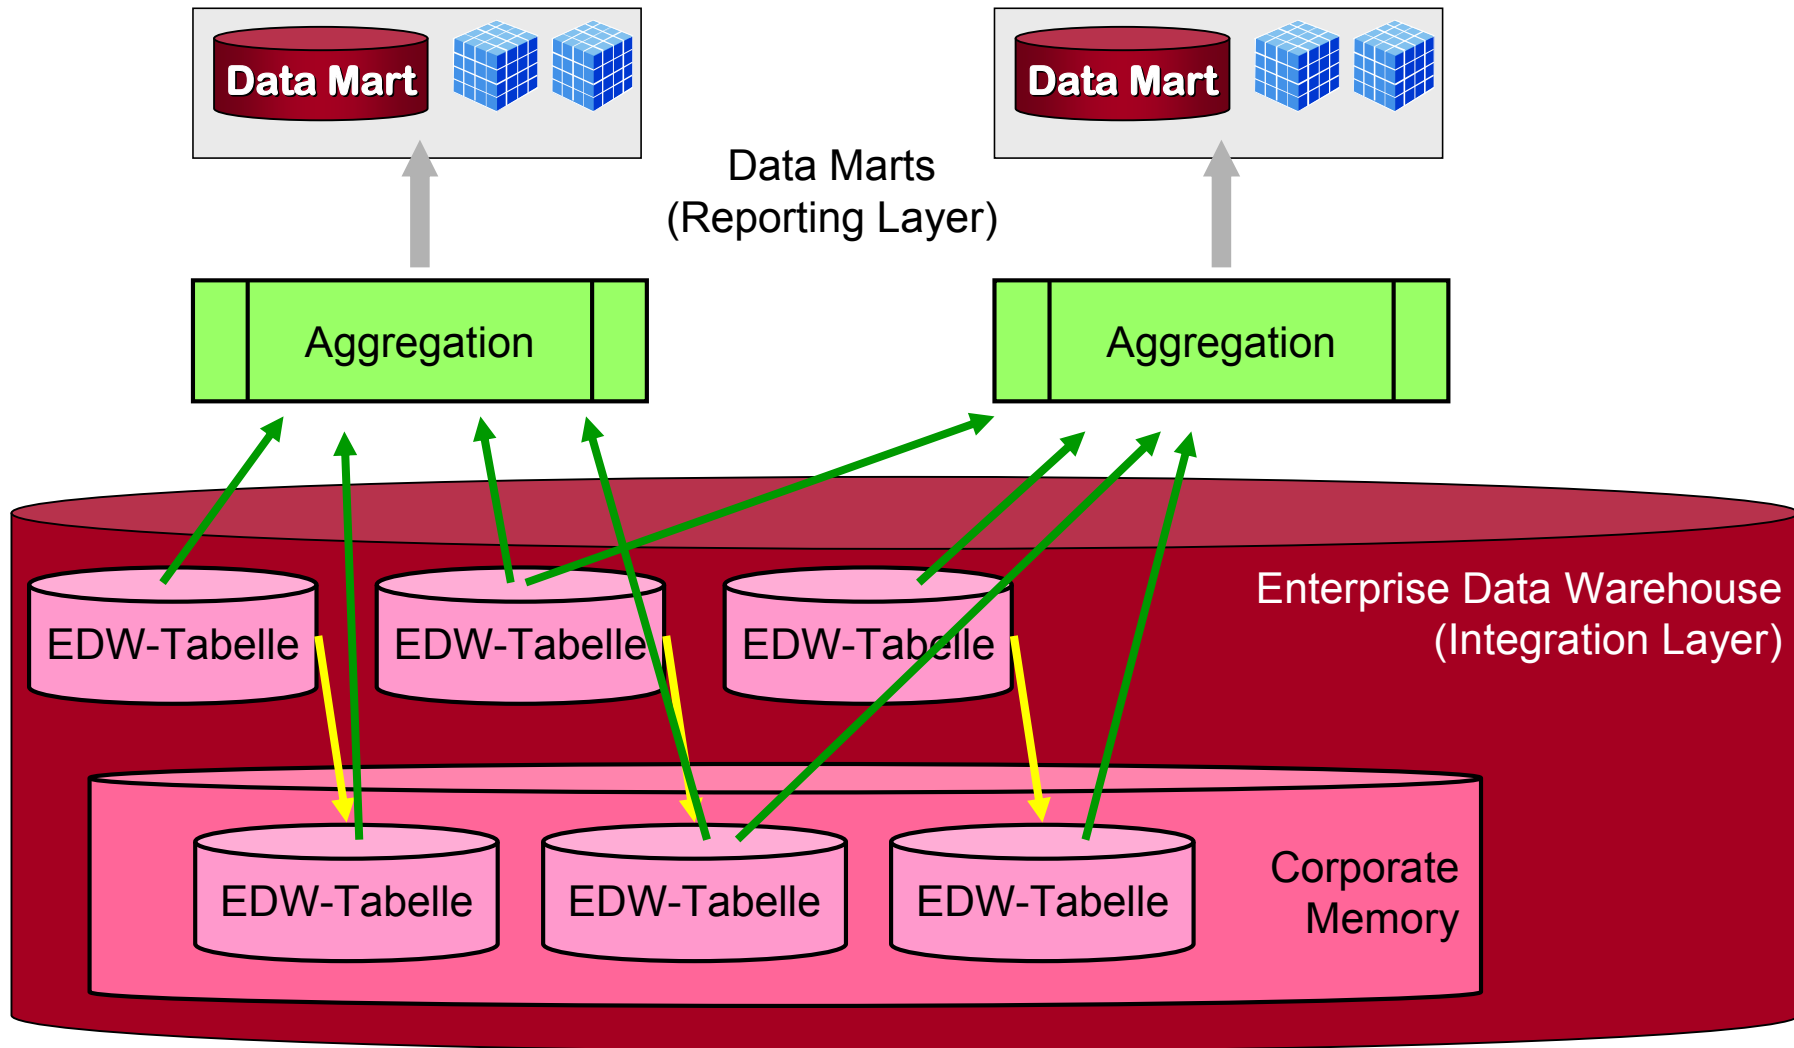 Data Mart
Data Mart
Data Marts
(Reporting Layer)
Aggregation
Aggregation
Enterprise Data Warehouse
(Integration Layer)
EDW-Tabelle
EDW-Tabelle
EDW-Tabelle
Corporate
Memory
EDW-Tabelle
EDW-Tabelle
EDW-Tabelle